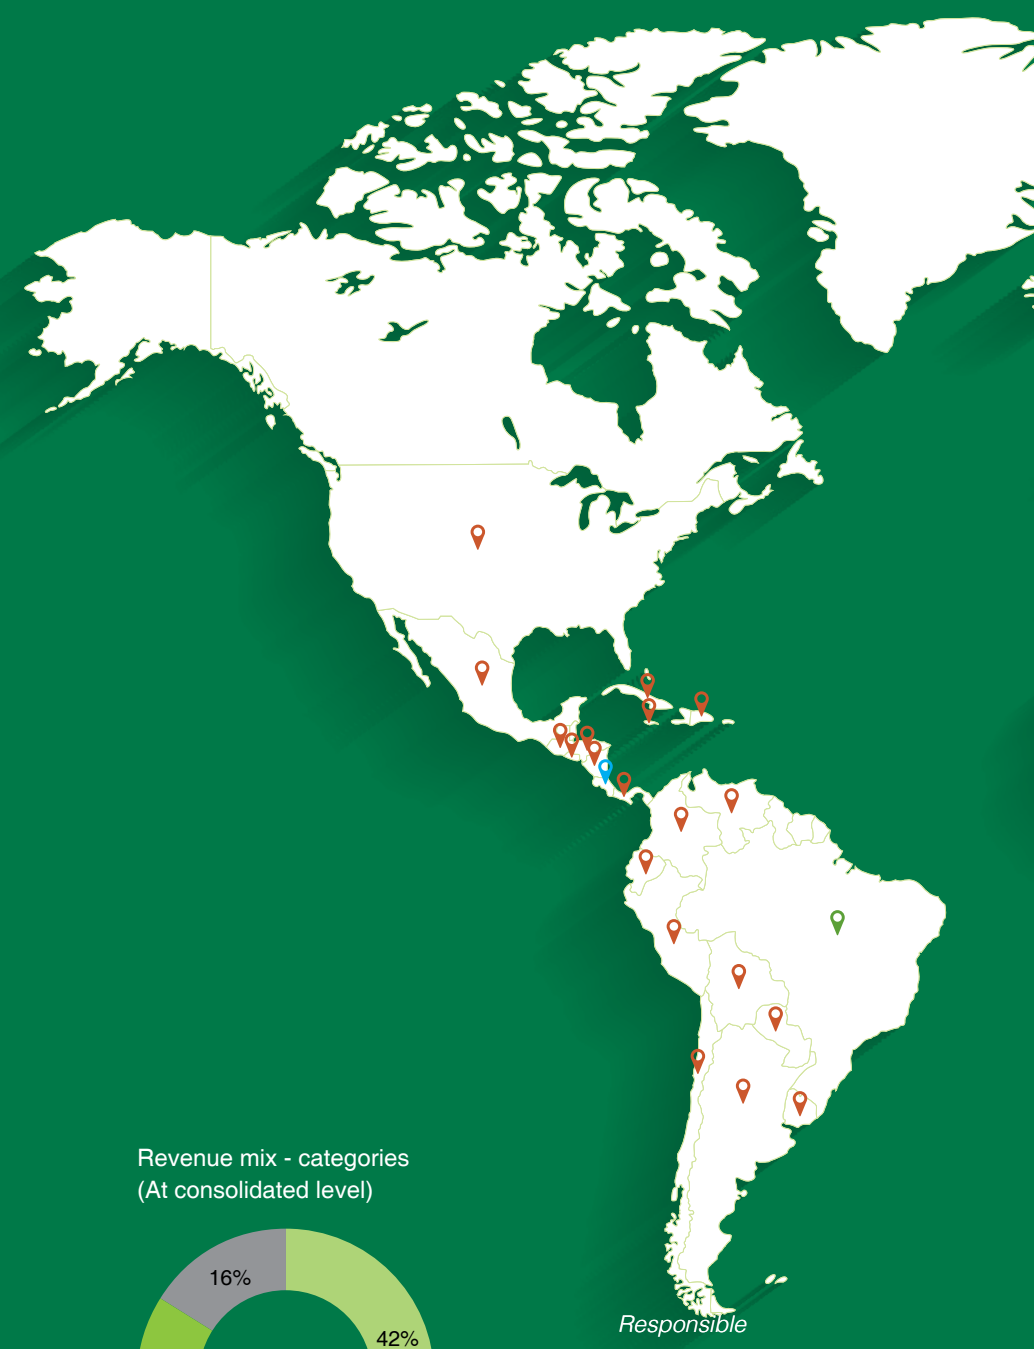 Revenue mix - categories
(At consolidated level)
16%
42%
Responsible